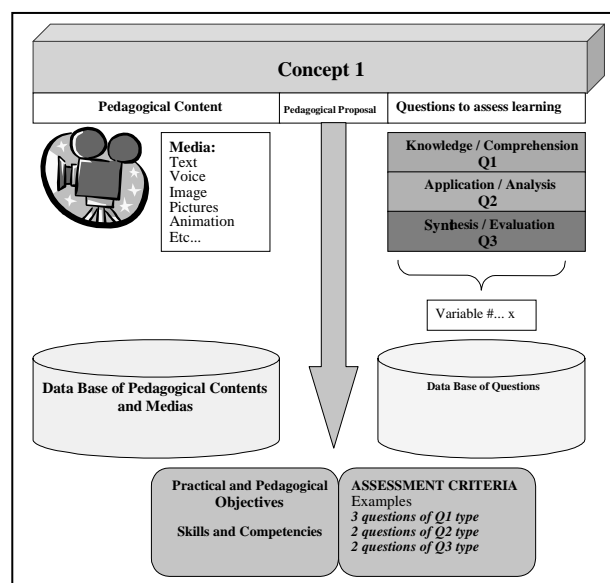 Concept 1
Pedagogical Content
Pedagogical Proposal
Questions to assess learning
Media:
Text
Voice
Image
Pictures
Animation
Etc...
Knowledge / Comprehension
Q1
Application / Analysis
Q2
Synthesis / Evaluation
Q3
Variable #... x
Data Base of Pedagogical Contents
and Medias
Data Base of Questions
Practical and Pedagogical
Objectives
Skills and Competencies
ASSESSMENT CRITERIA
Examples
3 questions of Q1 type
2 questions of Q2 type
2 questions of Q3 type